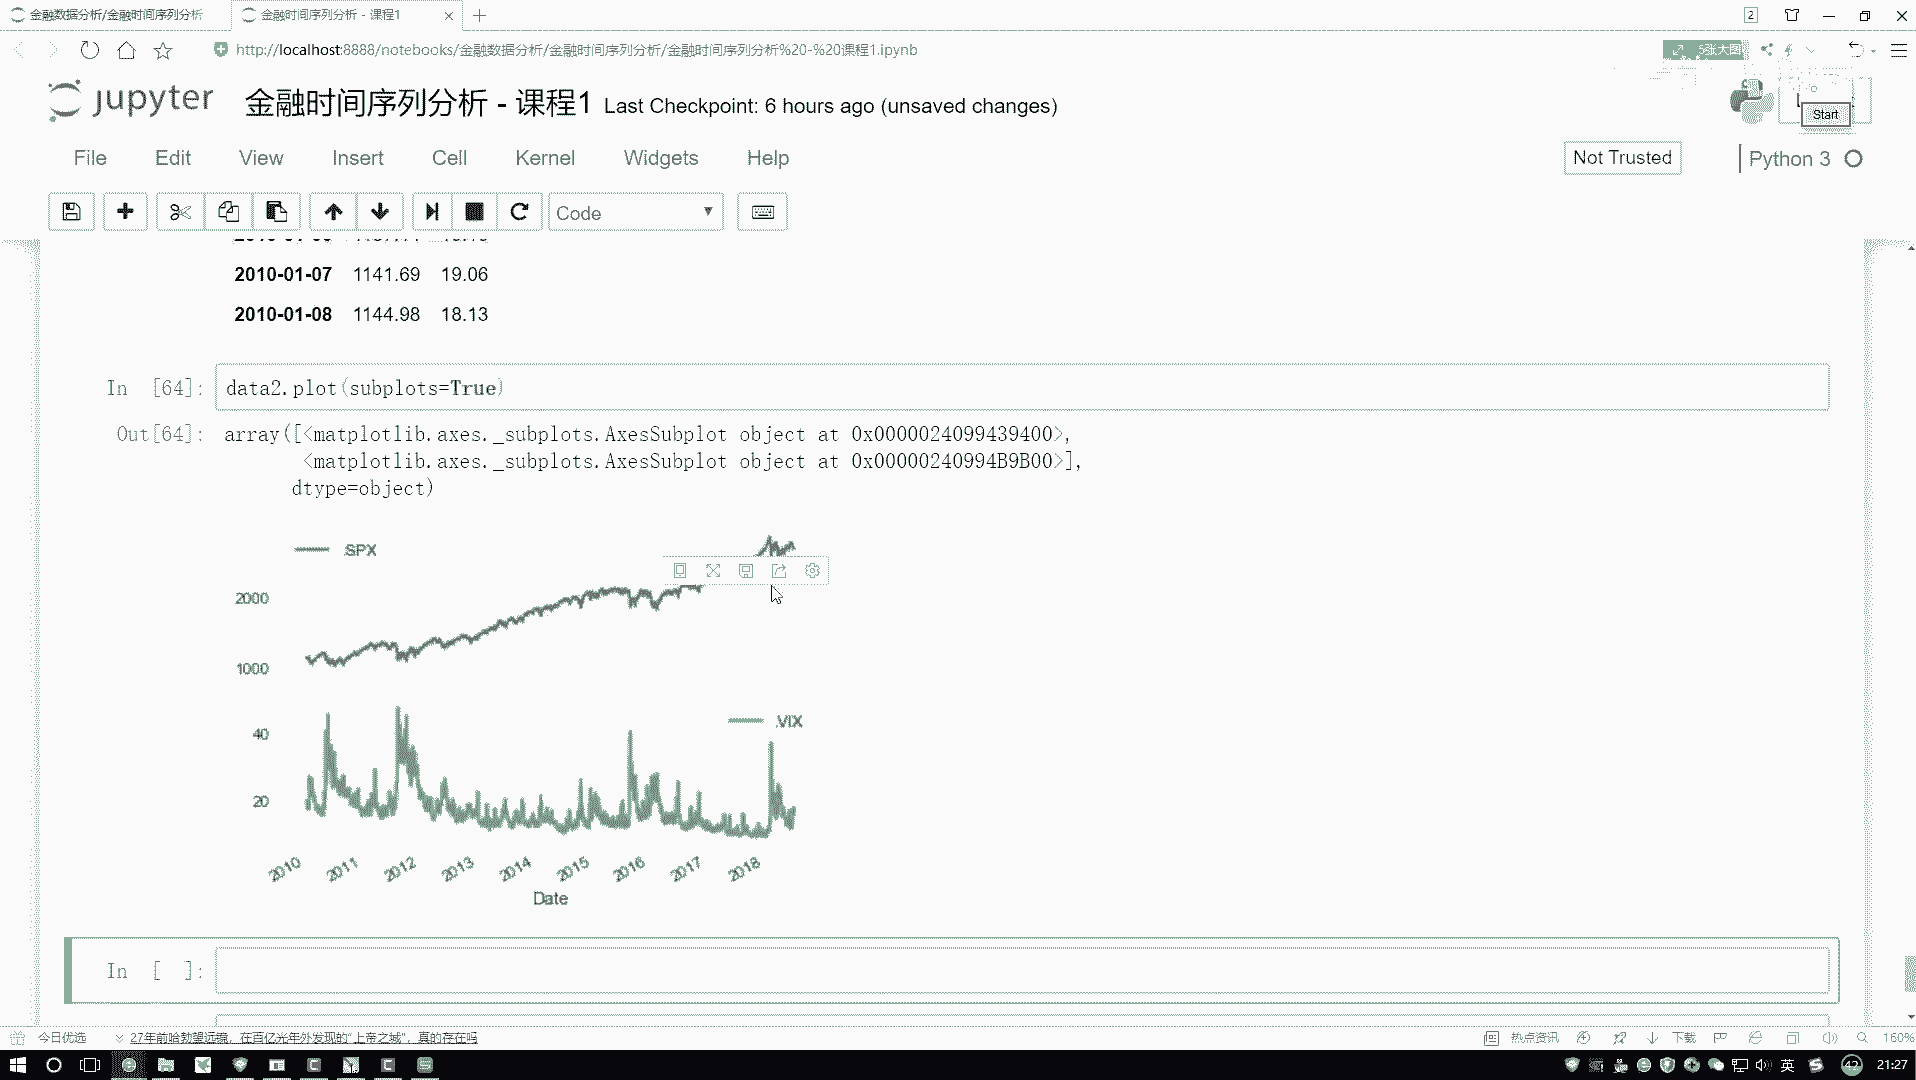 金融数据分析/金融时间序列分析
金融时间序列分析 - 课程1
2
http://localhost:8888/notebooks/金融数据分析/金融时间序列分析/金融时间序列分析%20-%20课程1.ipynb
5张大图
jupyter
金融时间序列分析 - 课程1
Last Checkpoint: 6 hours ago (unsaved changes)
Start
File Edit View Insert Cell Kernel Widgets Help
Not Trusted
Python 3
Code
2010-01-07 1141.69 19.06
2010-01-08 1144.98 18.13
In [64]: data2.plot(subplots=True)
Out[64]: array([<matplotlib.axes._subplots.AxesSubplot object at 0x0000024099439400>,
<matplotlib.axes._subplots.AxesSubplot object at 0x00000240994B9B00>],
dtype=object)
.SPX
2000
1000
.VIX
40
20
2010 2011 2012 2013 2014 2015 2016 2017 2018
Date
In [ ]:
今日优选
27年前哈勃望远镜，在百亿光年外发现的"上帝之城"，真的存在吗
热点资讯
下载
160%
英
42
21:27